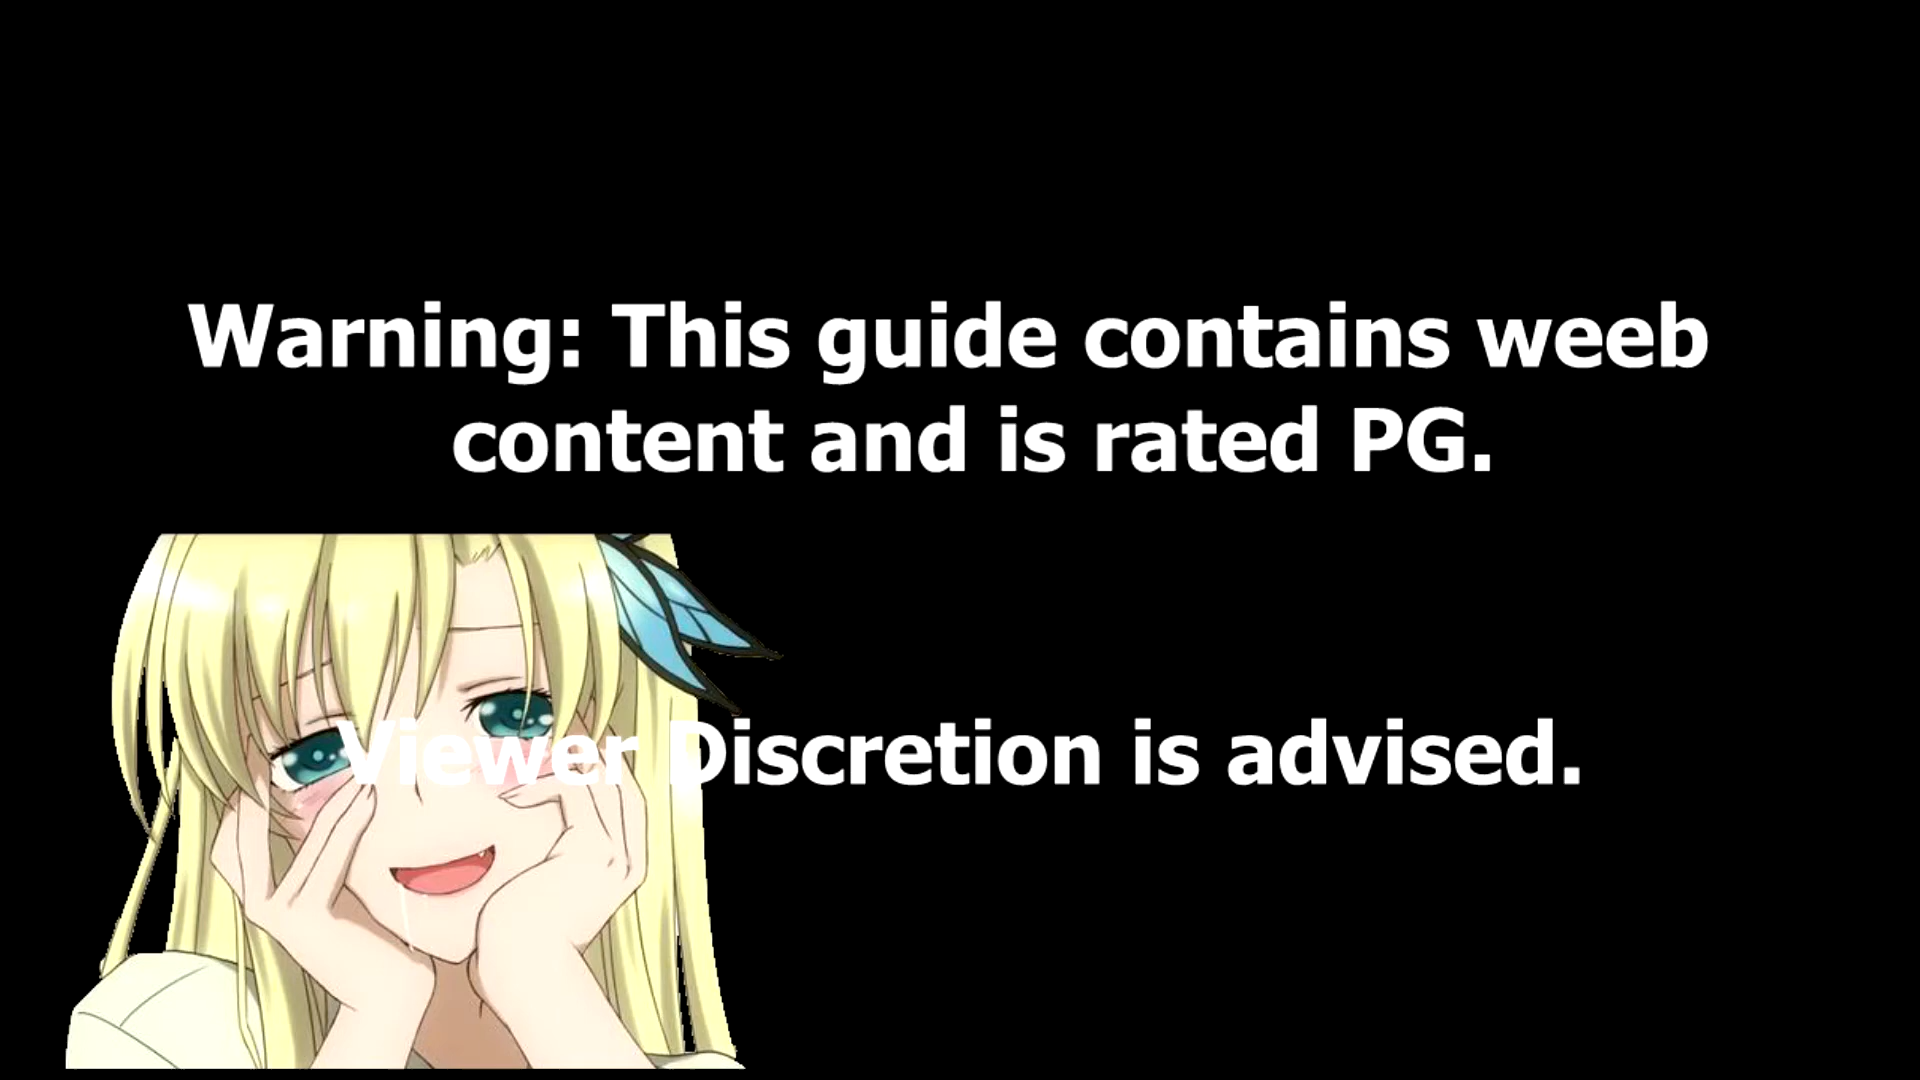 Warning: This guide contains weeb
content and is rated PG.
Viewer Discretion is advised.